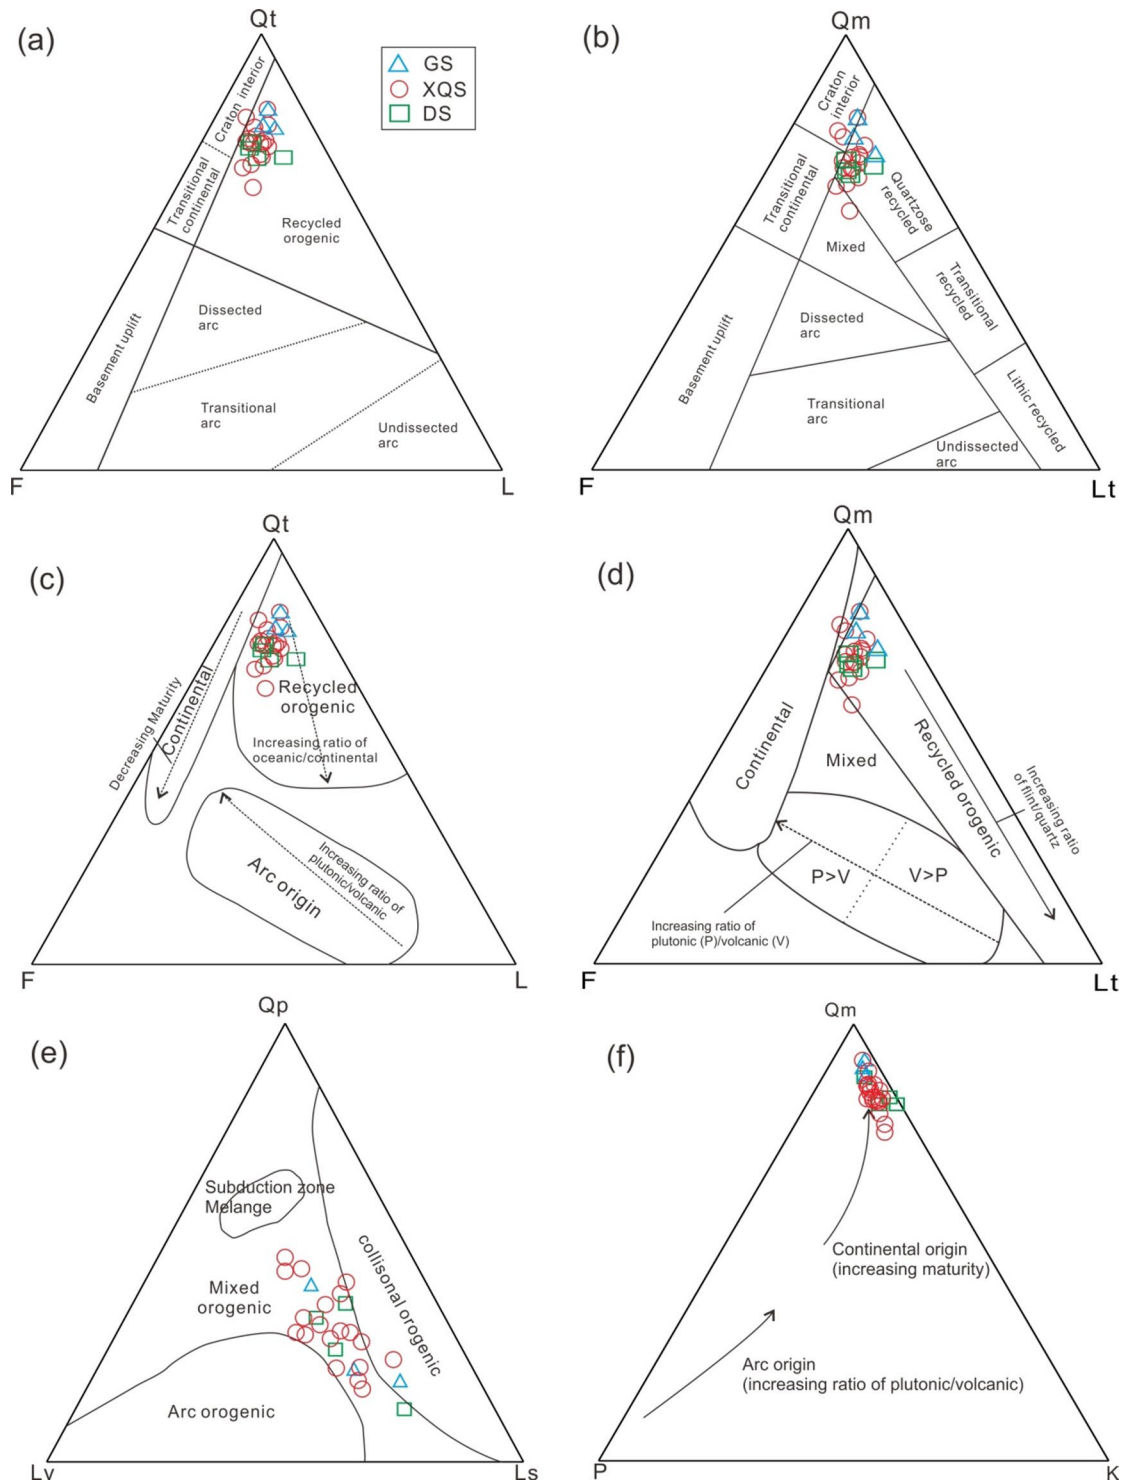 (a)
Qt
GS
XQS
DS
Craton interior
Transitional
continental
Recycled
orogenic
Basement uplift
Dissected
arc
Transitional
arc
Undissected
arc
F
L
(b)
Qm
Craton
interior
Transitional
continental
Quartzose
recycled
Mixed
Transitional
recycled
Basement uplift
Dissected
arc
Transitional
arc
Lithic recycled
Undissected
arc
F
Lt
(c)
Qt
Decreasing Maturity
Continental
Recycled
orogenic
Increasing ratio of
oceanic/continental
Arc origin
Increasing ratio of
plutonic/volcanic
F
L
(d)
Qm
Continental
Mixed
Recycled orogenic
Increasing ratio
of flint/quartz
P>V
V>P
Increasing ratio of
plutonic (P)/volcanic (V)
F
Lt
(e)
Qp
Subduction zone
Melange
Mixed
orogenic
collisonal orogenic
Arc orogenic
Lv
Ls
(f)
Qm
Continental origin
(increasing maturity)
Arc origin
(increasing ratio of plutonic/volcanic)
P
K